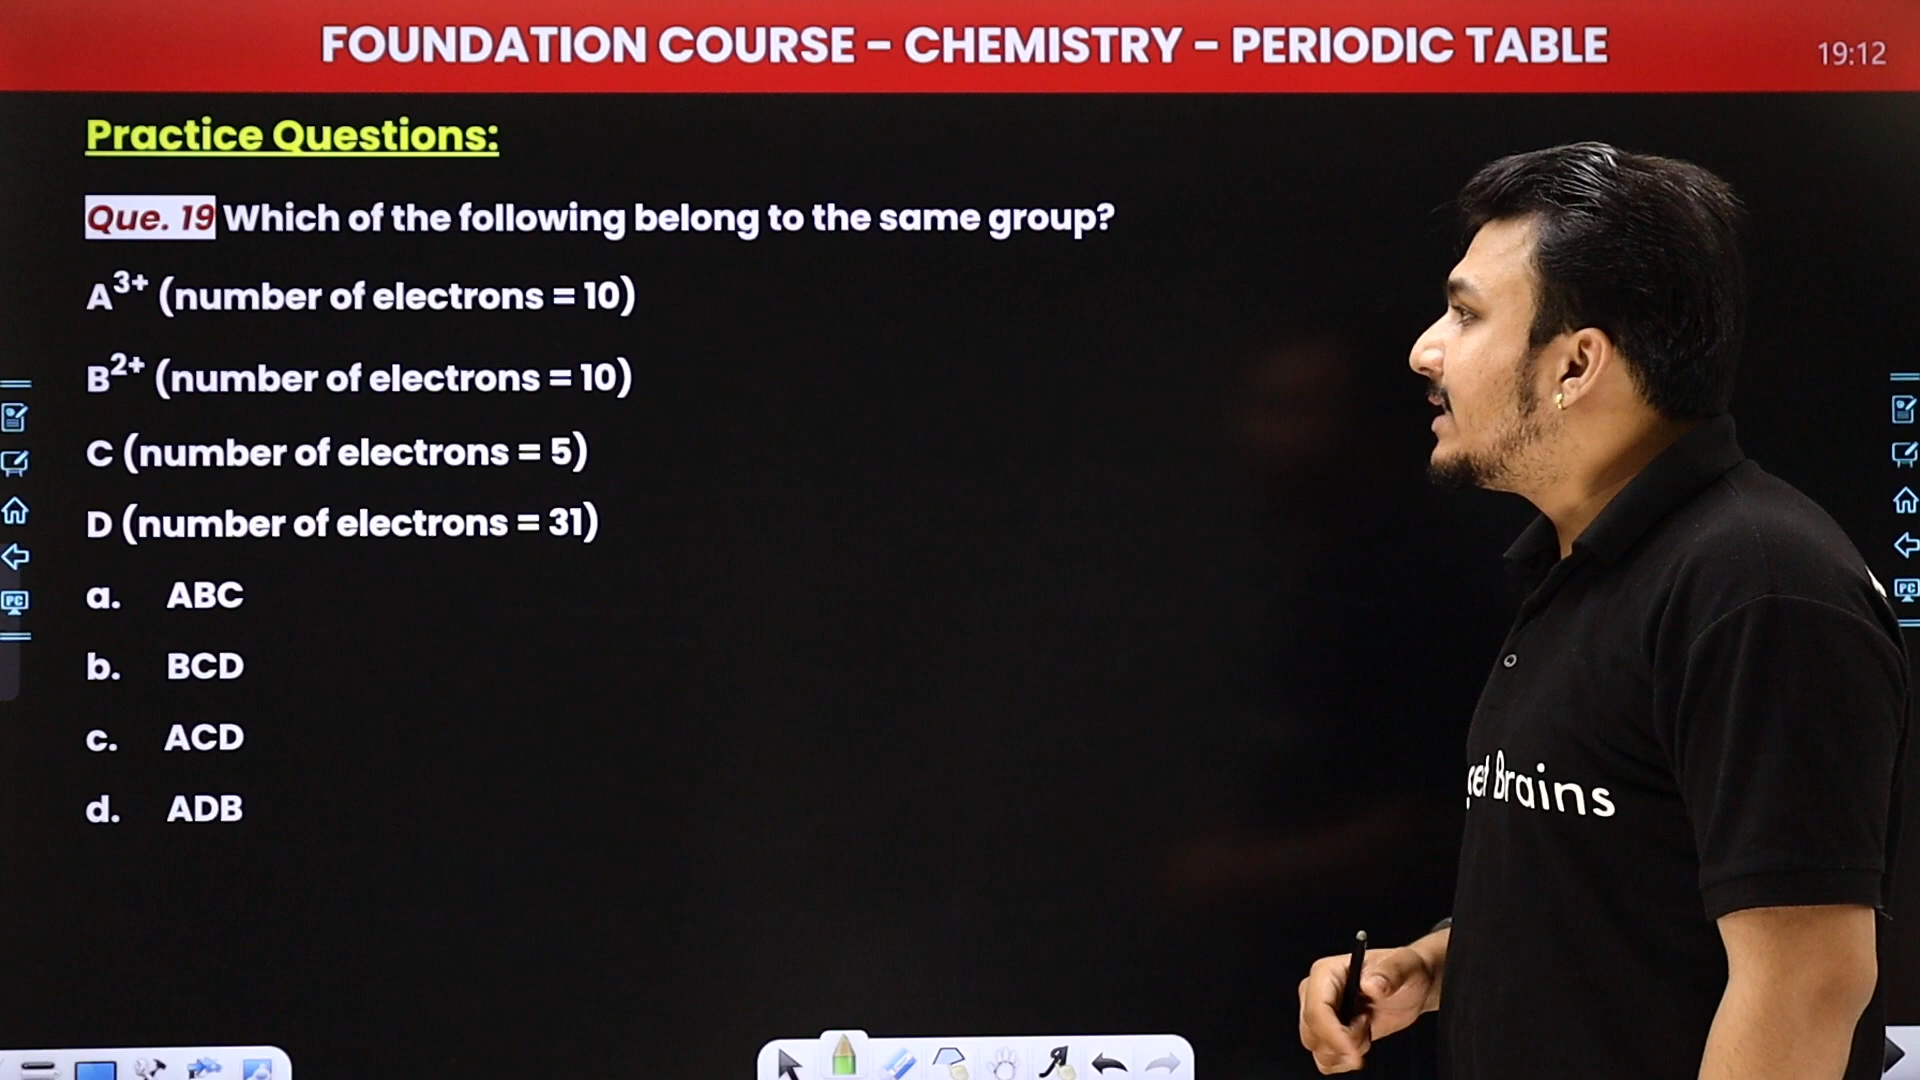 FOUNDATION COURSE - CHEMISTRY - PERIODIC TABLE
19:12
Practice Questions:
Que. 19 Which of the following belong to the same group?
A³⁺ (number of electrons = 10)
B²⁺ (number of electrons = 10)
C (number of electrons = 5)
D (number of electrons = 31)
a. ABC
b. BCD
c. ACD
d. ADB
Brains
PC
PC